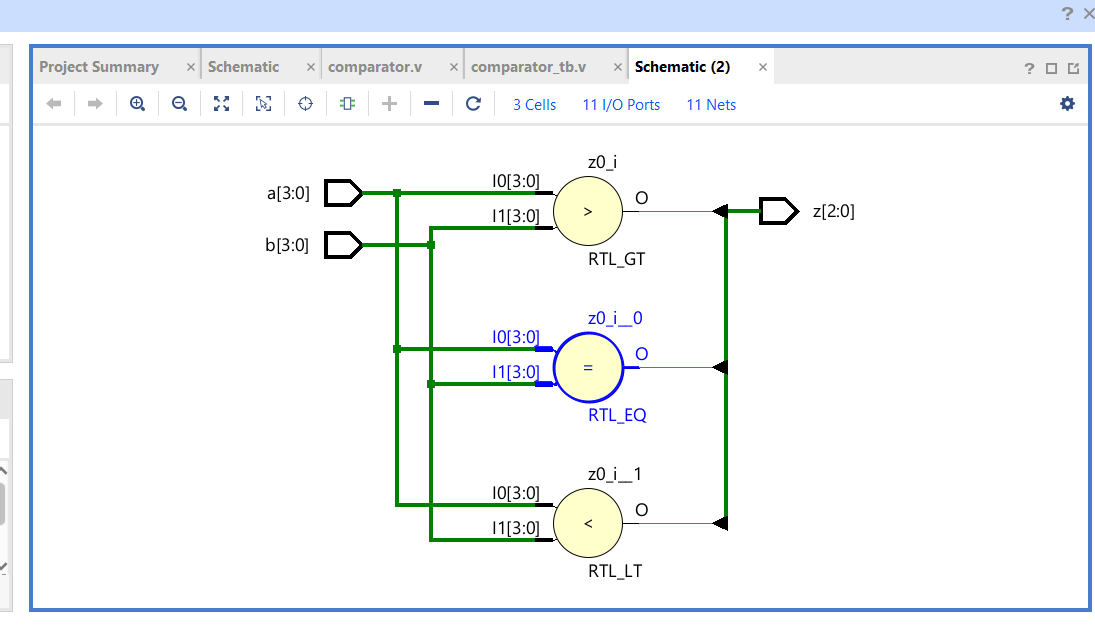 ?
Project Summary × Schematic × comparator.v × comparator_tb.v × Schematic (2) × ?
3 Cells 11 I/O Ports 11 Nets
z0_i
a[3:0] I0[3:0] > O
I1[3:0] z[2:0]
b[3:0]
RTL_GT
z0_i__0
I0[3:0] = O
I1[3:0]
RTL_EQ
z0_i__1
I0[3:0] < O
I1[3:0]
RTL_LT